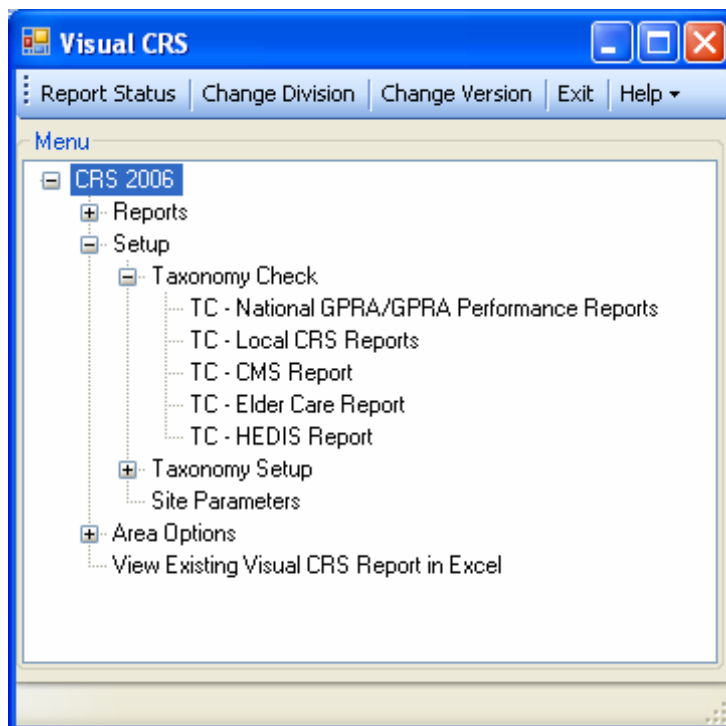 Visual CRS
Report Status Change Division Change Version Exit Help
Menu
CRS 2006
Reports
Setup
Taxonomy Check
TC - National GPRA/GPRA Performance Reports
TC - Local CRS Reports
TC - CMS Report
TC - Elder Care Report
TC - HEDIS Report
Taxonomy Setup
Site Parameters
Area Options
View Existing Visual CRS Report in Excel